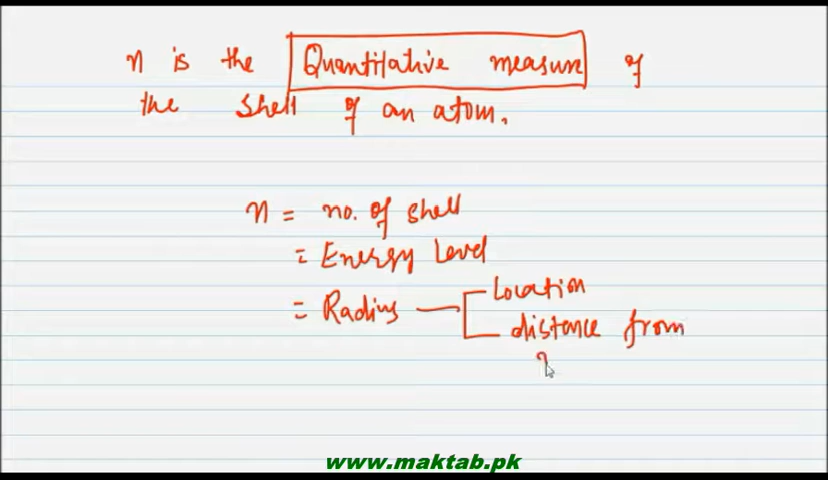 n is the Quantitative measure of
the shell of an atom.
n = no. of shell
= Energy Level
= Radius
Location
distance from
www.maktab.pk